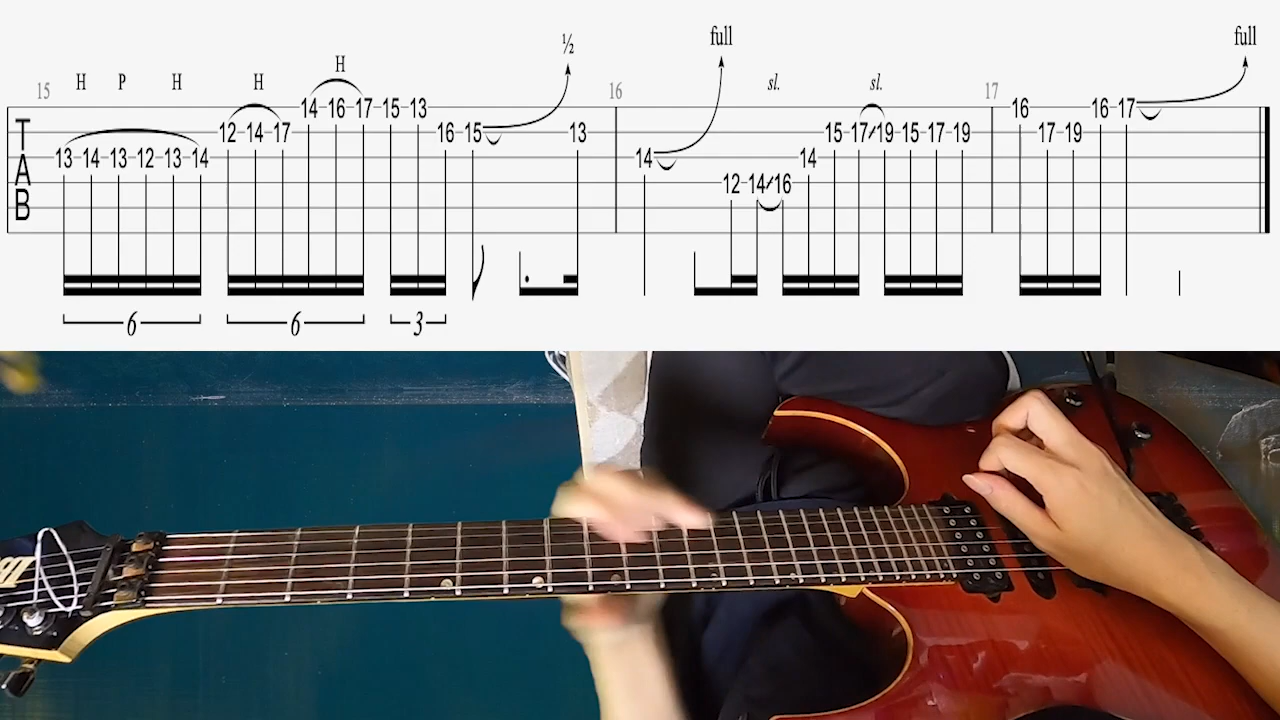 ½
full
full
H
15 H P H H sl. sl.
16
17
14 16 17 15 13 16 16 17
T 12 14 17 16 15 13 15 17 19 15 17 19 17 19
A 13 14 13 12 13 14 14 14
B 12 14 16
6 6 3